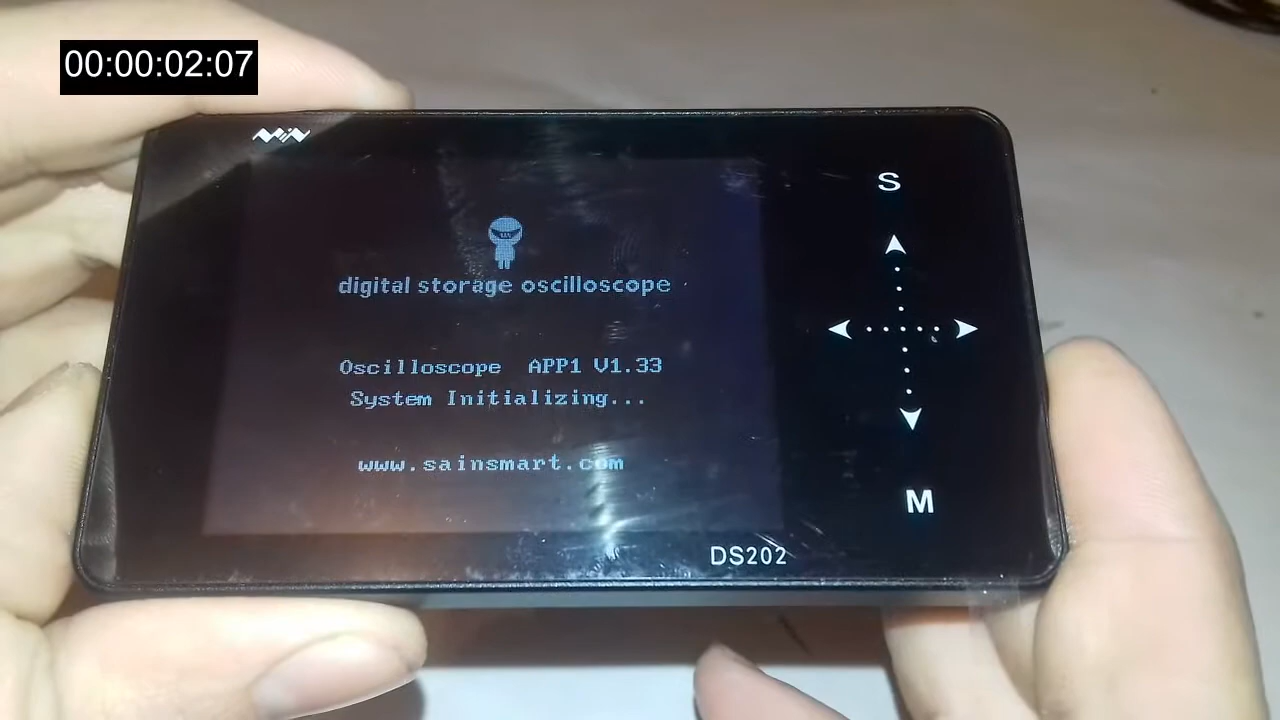 00:00:02:07
S
digital storage oscilloscope
Oscilloscope APP1 V1.33
System Initializing...
www.sainsmart.com
M
DS202